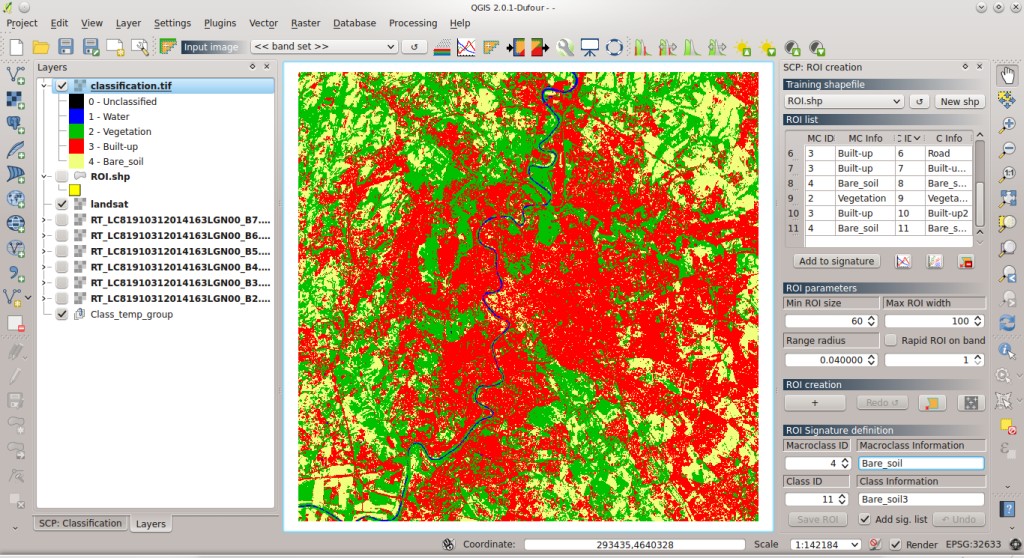 QGIS 2.0.1-Dufour - -
Project Edit View Layer Settings Plugins Vector Raster Database Processing Help
Input image << band set >>
Layers
classification.tif
0 - Unclassified
1 - Water
2 - Vegetation
3 - Built-up
4 - Bare_soil
ROI.shp
landsat
RT_LC81910312014163LGN00_B7....
RT_LC81910312014163LGN00_B6....
RT_LC81910312014163LGN00_B5....
RT_LC81910312014163LGN00_B4....
RT_LC81910312014163LGN00_B3....
RT_LC81910312014163LGN00_B2....
Class_temp_group
SCP: Classification Layers
SCP: ROI creation
Training shapefile
ROI.shp New shp
ROI list
MC ID MC Info C Info
6 3 Built-up 6 Road
7 3 Built-up 7 Built-u...
8 4 Bare_soil 8 Bare_s...
9 2 Vegetation 9 Vegeta...
10 3 Built-up 10 Built-up2
11 4 Bare_soil 11 Bare_s...
Add to signature
ROI parameters
Min ROI size Max ROI width
60 100
Range radius Rapid ROI on band
0.040000 1
ROI creation
+ Redo
ROI Signature definition
Macroclass ID Macroclass Information
4 Bare_soil
Class ID Class Information
11 Bare_soil3
Save ROI Add sig. list Undo
Coordinate: 293435,4640328 Scale 1:142184 Render EPSG:32633